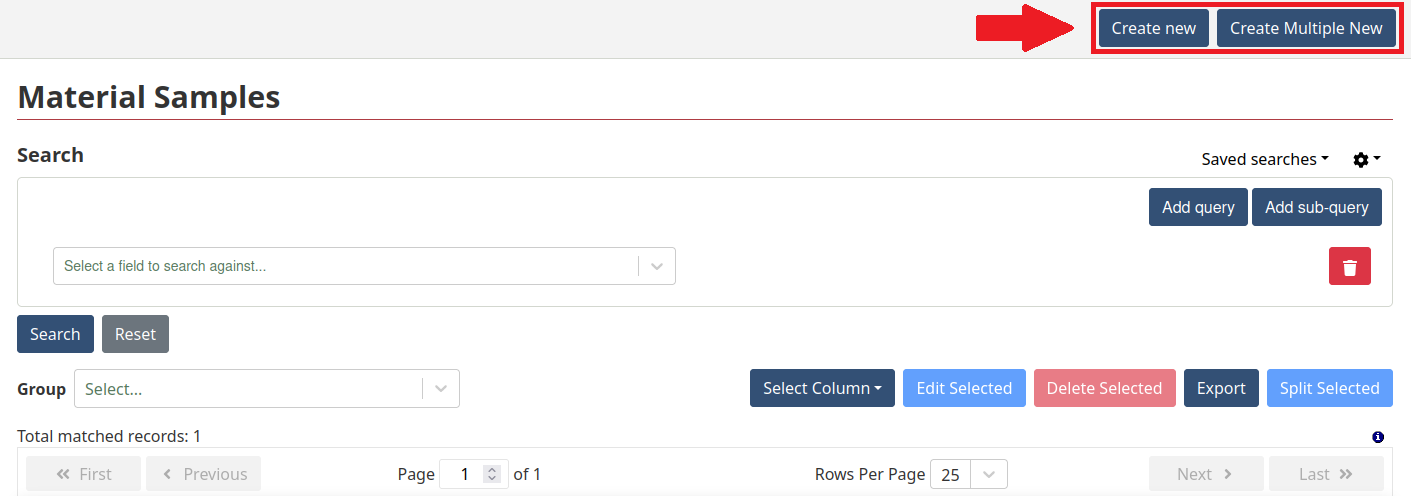 Create new Create Multiple New
Material Samples
Search
Saved searches
Add query Add sub-query
Select a field to search against...
Search Reset
Group Select... Select Column Edit Selected Delete Selected Export Split Selected
Total matched records: 1
First Previous Page 1 of 1 Rows Per Page 25 Next Last